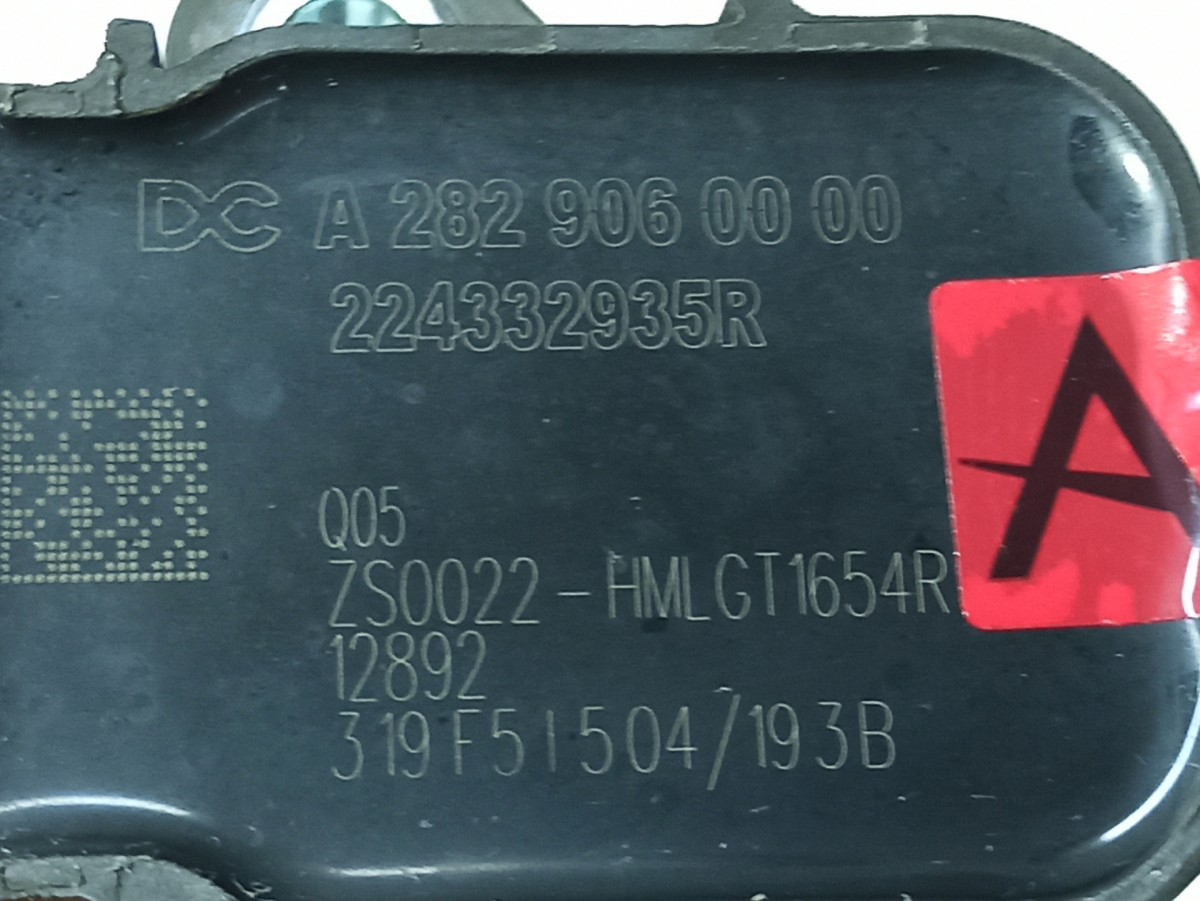 DC A 282 906 00 00
224332935R
A
Q05
ZS0022-HMLGT1654R
12892
319F51504/193B